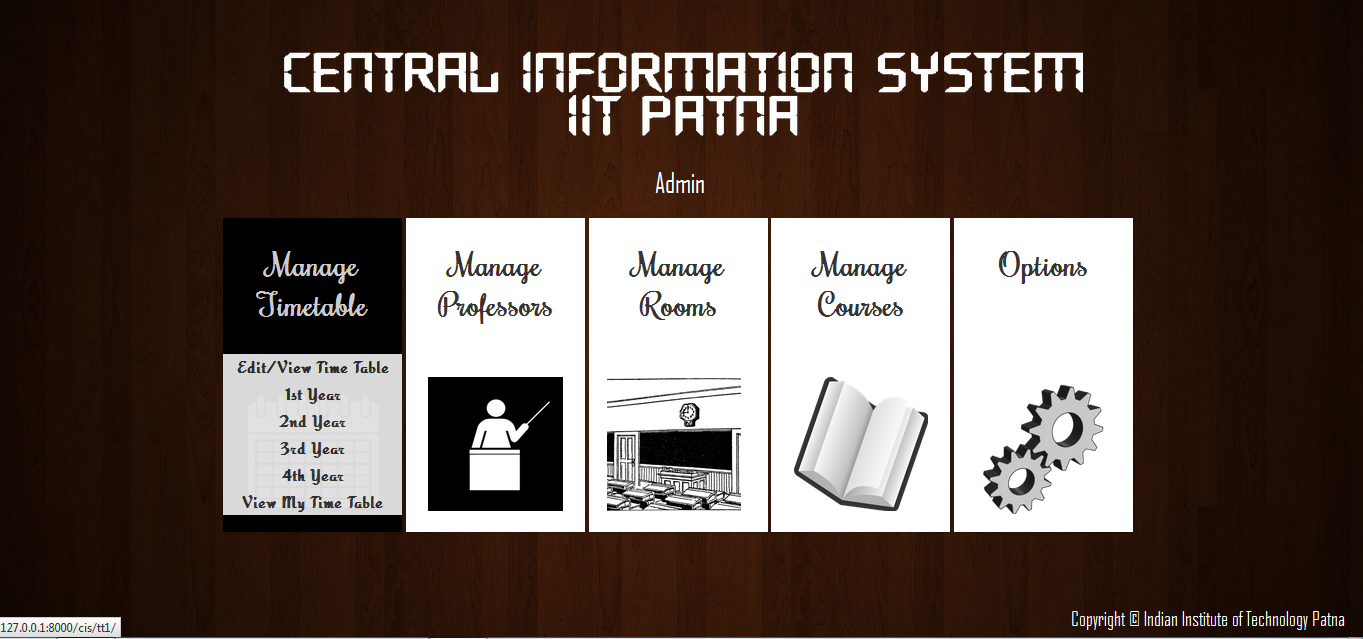 CENTRAL INFORMATION SYSTEM
IIT PATNA
Admin
Manage
Timetable
Edit/View Time Table
1st Year
2nd Year
3rd Year
4th Year
View My Time Table
Manage
Professors
Manage
Rooms
Manage
Courses
Options
Copyright © Indian Institute of Technology Patna
127.0.0.1:8000/cis/tt1/